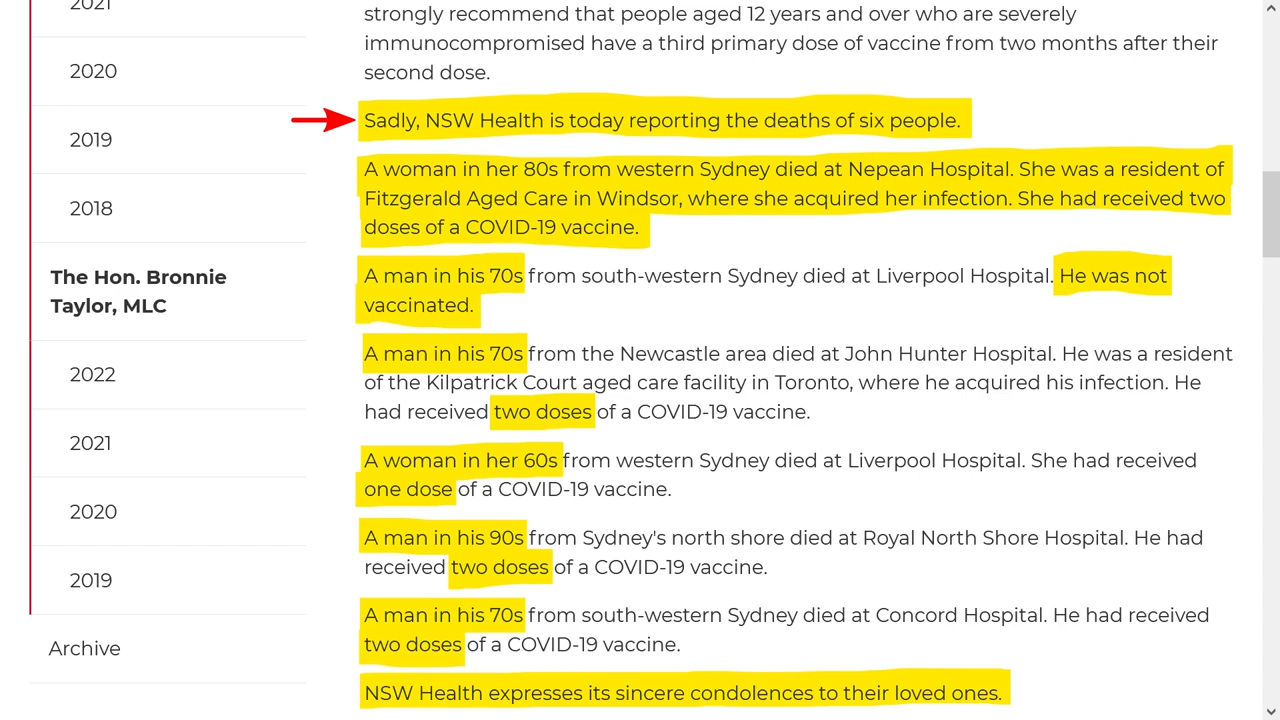 2021
2020
2019
2018
The Hon. Bronnie
Taylor, MLC
2022
2021
2020
2019
Archive
strongly recommend that people aged 12 years and over who are severely
immunocompromised have a third primary dose of vaccine from two months after their
second dose.
Sadly, NSW Health is today reporting the deaths of six people.
A woman in her 80s from western Sydney died at Nepean Hospital. She was a resident of
Fitzgerald Aged Care in Windsor, where she acquired her infection. She had received two
doses of a COVID-19 vaccine.
A man in his 70s from south-western Sydney died at Liverpool Hospital. He was not
vaccinated.
A man in his 70s from the Newcastle area died at John Hunter Hospital. He was a resident
of the Kilpatrick Court aged care facility in Toronto, where he acquired his infection. He
had received two doses of a COVID-19 vaccine.
A woman in her 60s from western Sydney died at Liverpool Hospital. She had received
one dose of a COVID-19 vaccine.
A man in his 90s from Sydney's north shore died at Royal North Shore Hospital. He had
received two doses of a COVID-19 vaccine.
A man in his 70s from south-western Sydney died at Concord Hospital. He had received
two doses of a COVID-19 vaccine.
NSW Health expresses its sincere condolences to their loved ones.